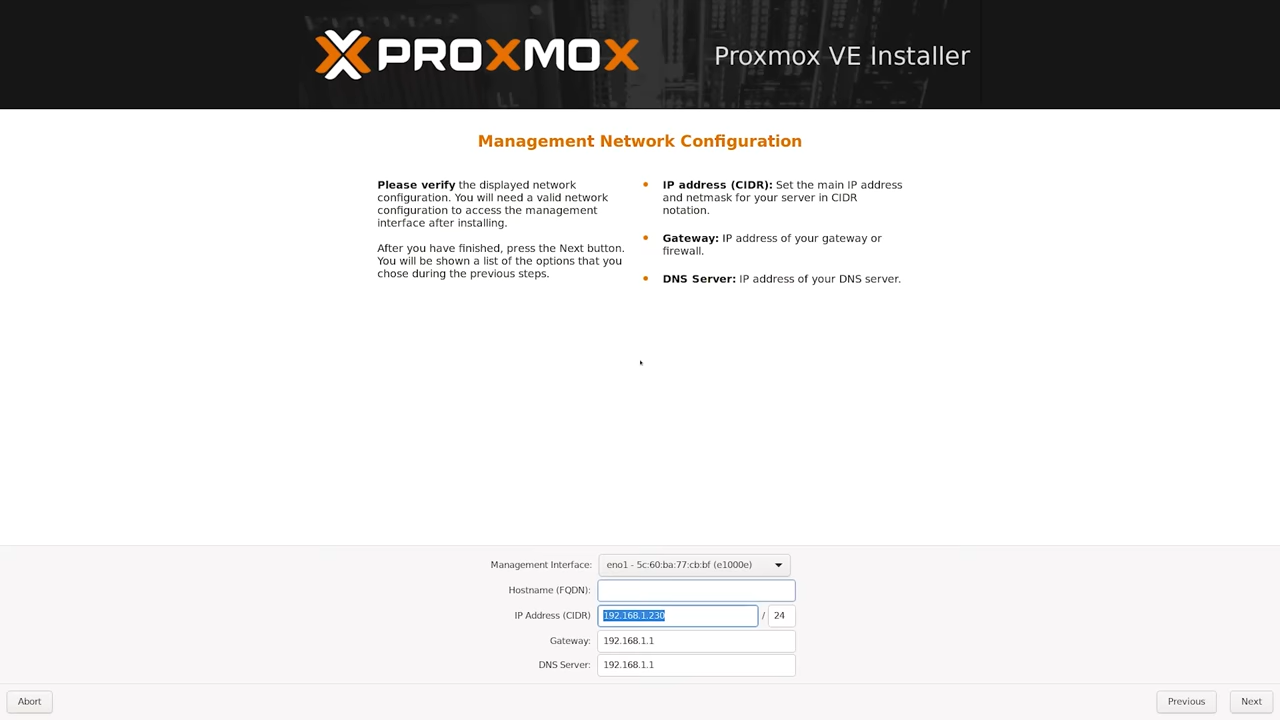 PROXMOX
Proxmox VE Installer
Management Network Configuration
Please verify the displayed network
configuration. You will need a valid network
configuration to access the management
interface after installing.
After you have finished, press the Next button.
You will be shown a list of the options that you
chose during the previous steps.
• IP address (CIDR): Set the main IP address
and netmask for your server in CIDR
notation.
• Gateway: IP address of your gateway or
firewall.
• DNS Server: IP address of your DNS server.
Management Interface: eno1 - 5c:60:ba:77:cb:bf (e1000e)
Hostname (FQDN):
IP Address (CIDR) 192.168.1.230 / 24
Gateway: 192.168.1.1
DNS Server: 192.168.1.1
Abort Previous Next